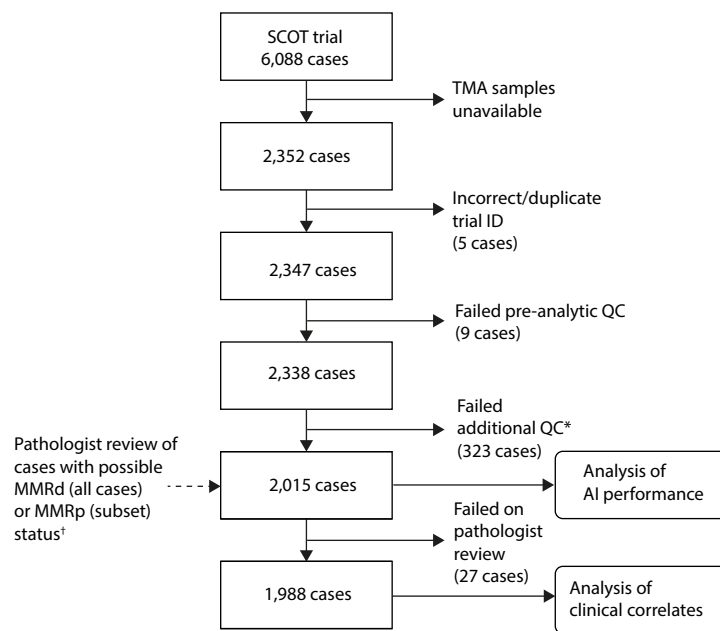 SCOT trial
6,088 cases
TMA samples
unavailable
2,352 cases
Incorrect/duplicate
trial ID
(5 cases)
2,347 cases
Failed pre-analytic QC
(9 cases)
2,338 cases
Failed
additional QC*
(323 cases)
Pathologist review of
cases with possible
MMRd (all cases)
or MMRp (subset)
status†
2,015 cases
Analysis of
AI performance
Failed on
pathologist
review
(27 cases)
1,988 cases
Analysis of
clinical correlates